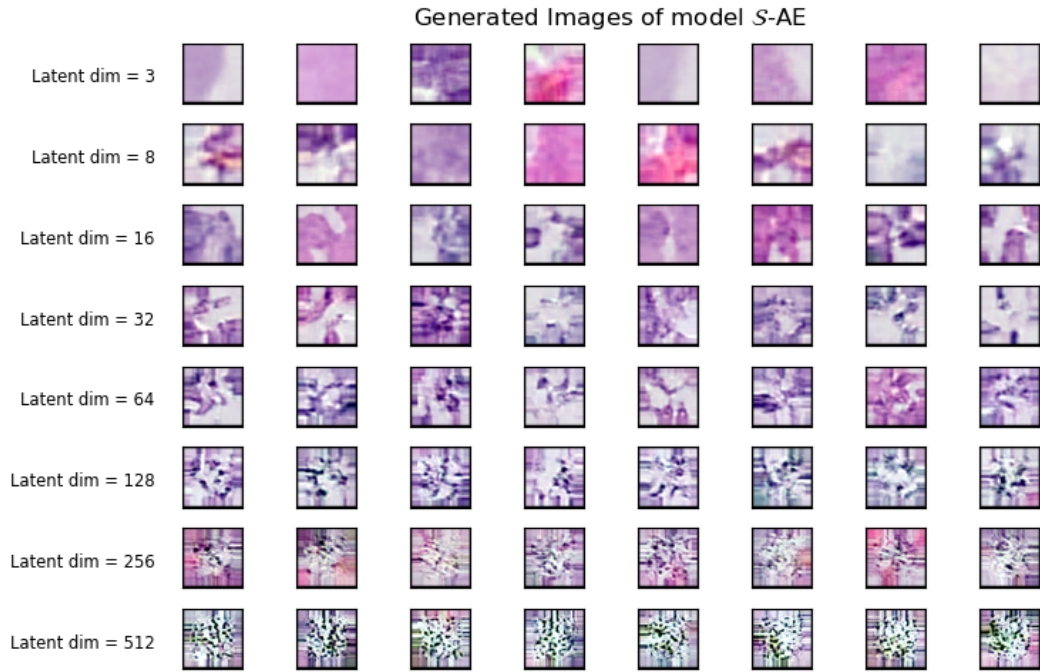 Generated Images of model 𝒮-AE
Latent dim = 3
Latent dim = 8
Latent dim = 16
Latent dim = 32
Latent dim = 64
Latent dim = 128
Latent dim = 256
Latent dim = 512